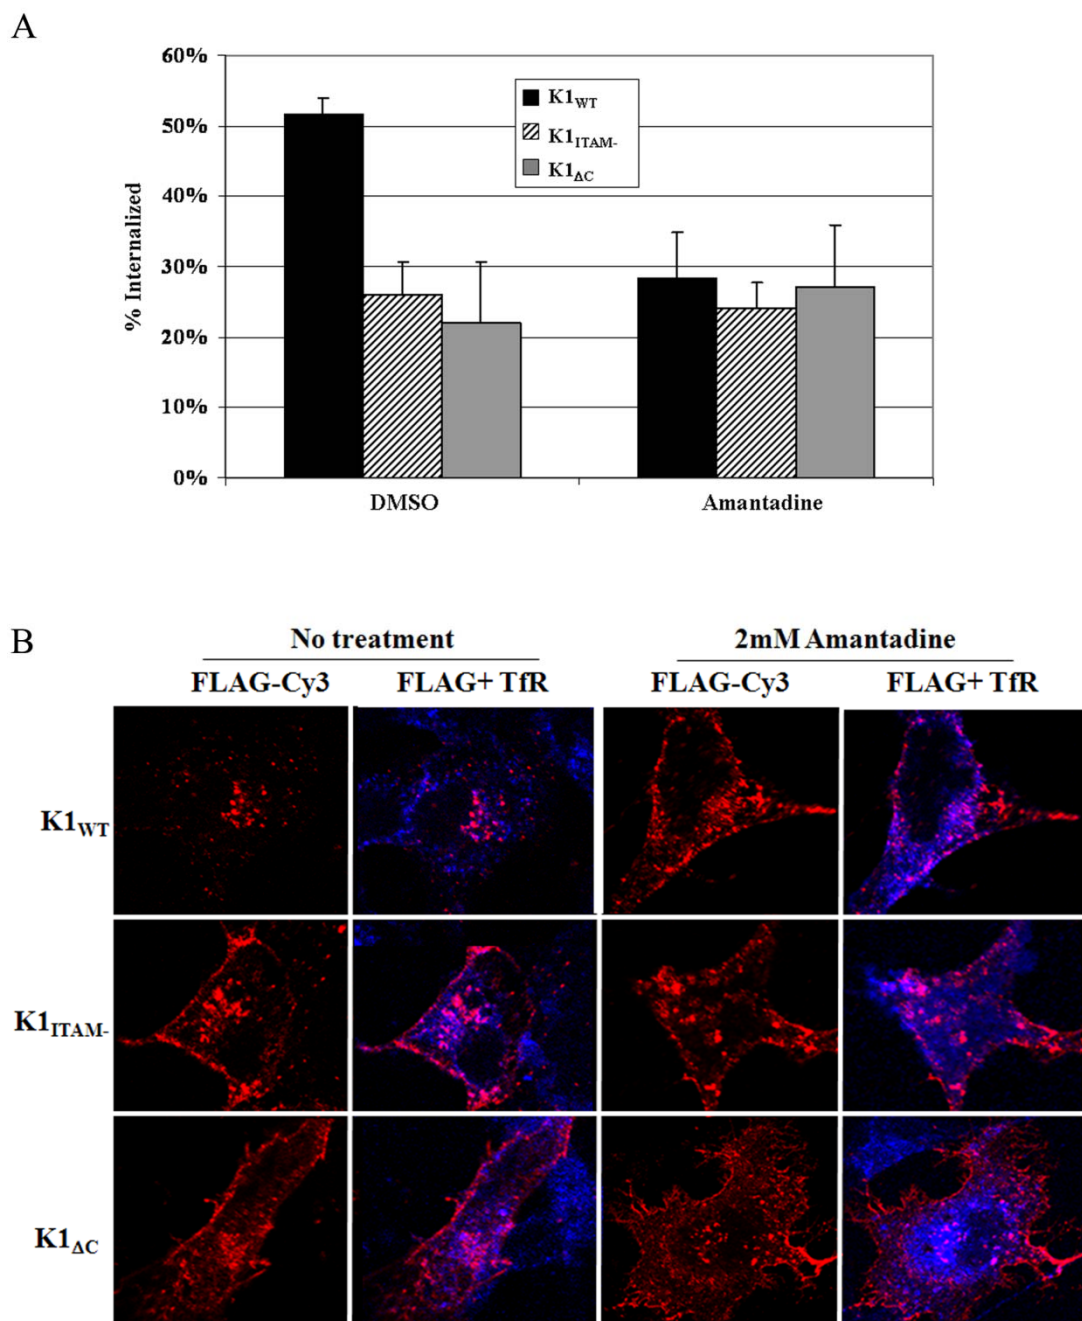 A
60%
50%
40%
30%
20%
10%
0%
% Internalized
K1WT
K1ITAM-
K1ΔC
DMSO Amantadine
B
No treatment 2mM Amantadine
FLAG-Cy3 FLAG+ TfR FLAG-Cy3 FLAG+ TfR
K1WT
K1ITAM-
K1ΔC